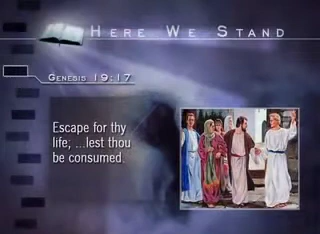 Here We Stand
Genesis 19:17
Escape for thy
life, ...lest thou
be consumed.